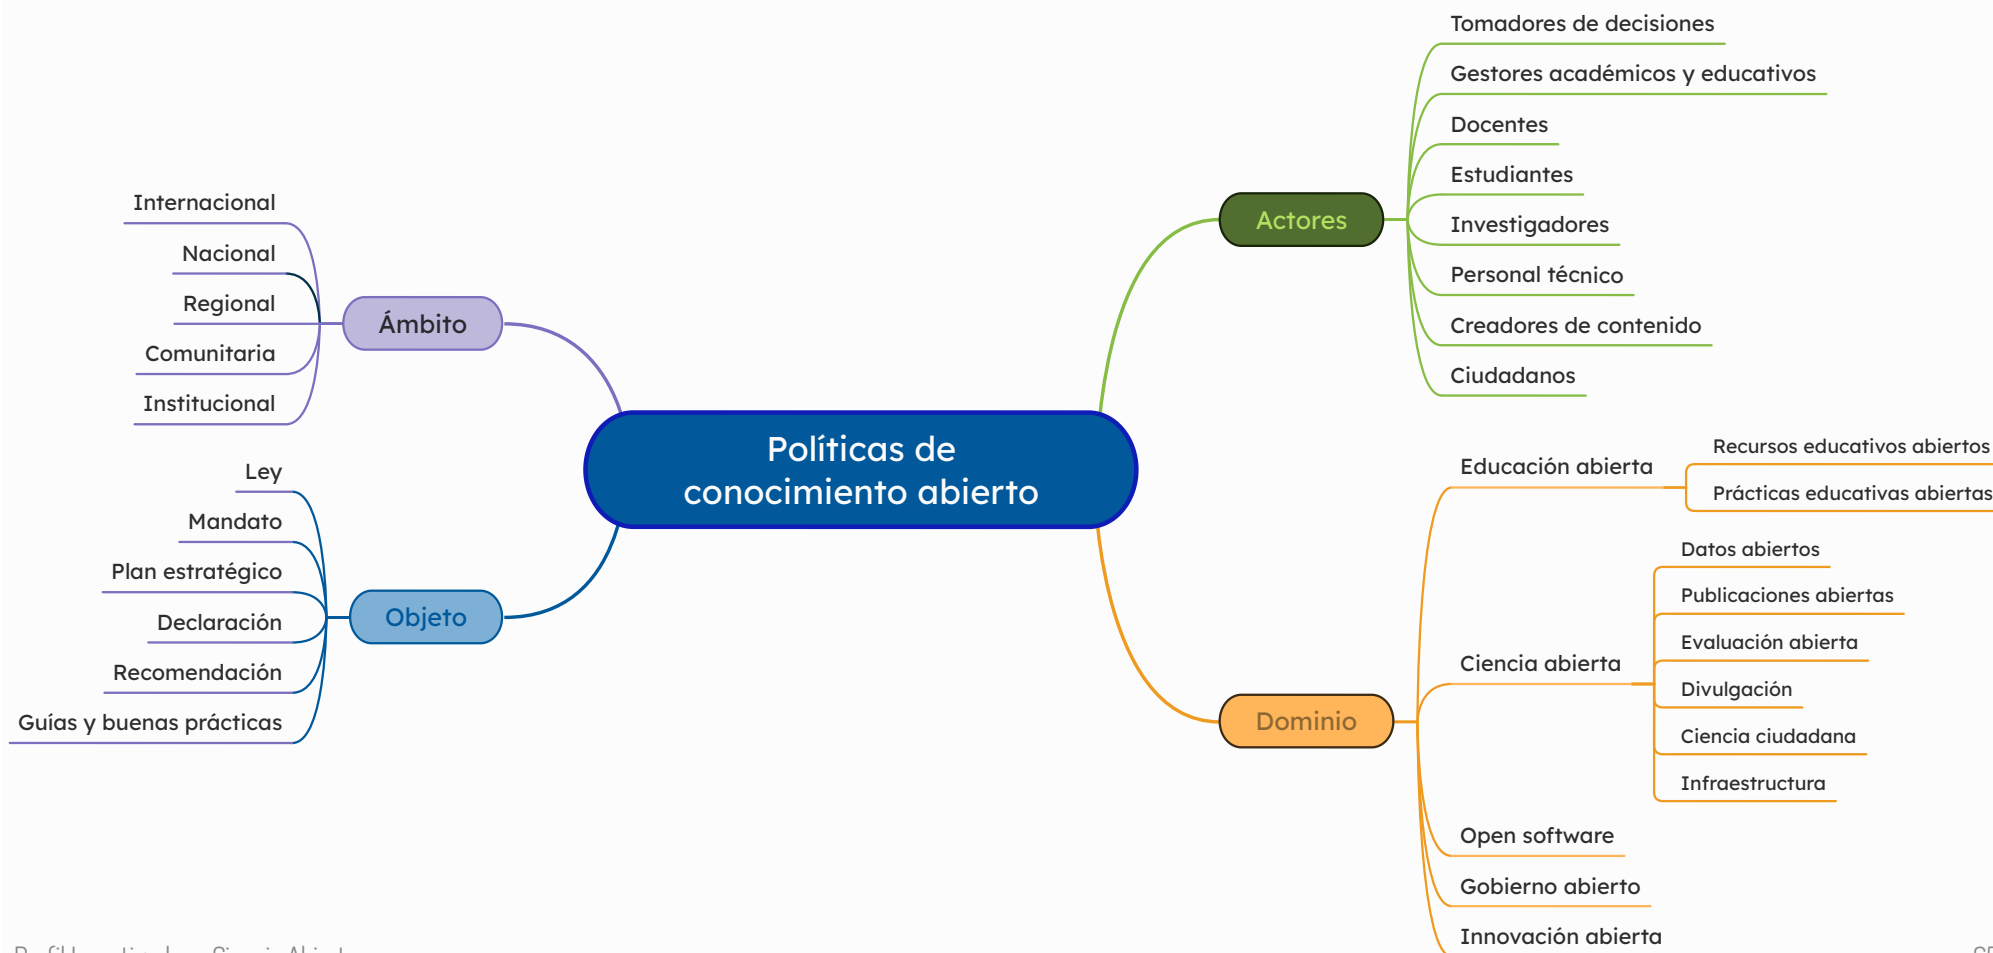 Políticas de
conocimiento abierto
Ámbito
Internacional
Nacional
Regional
Comunitaria
Institucional
Objeto
Ley
Mandato
Plan estratégico
Declaración
Recomendación
Guías y buenas prácticas
Actores
Tomadores de decisiones
Gestores académicos y educativos
Docentes
Estudiantes
Investigadores
Personal técnico
Creadores de contenido
Ciudadanos
Dominio
Educación abierta
Recursos educativos abiertos
Prácticas educativas abiertas
Ciencia abierta
Datos abiertos
Publicaciones abiertas
Evaluación abierta
Divulgación
Ciencia ciudadana
Infraestructura
Open software
Gobierno abierto
Innovación abierta